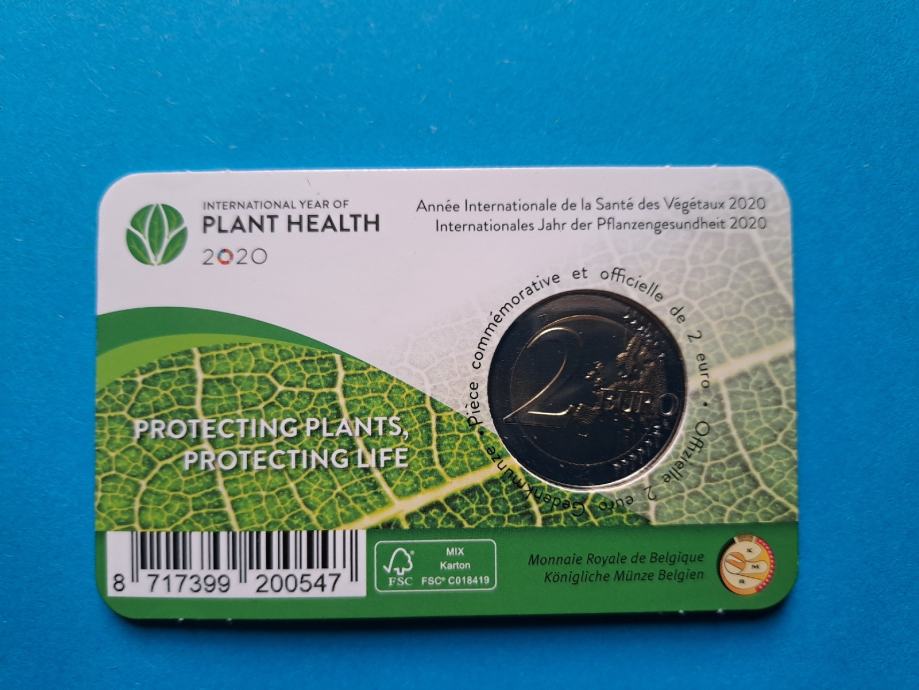 INTERNATIONAL YEAR OF
PLANT HEALTH
2020
Année Internationale de la Santé des Végétaux 2020
Internationales Jahr der Pflanzengesundheit 2020
Pièce commémorative et officielle de 2 euro • Offizielle 2 euro Gedenkmünze •
2 EURO
PROTECTING PLANTS,
PROTECTING LIFE
8 717399 200547
FSC
MIX
Karton
FSC® C018419
Monnaie Royale de Belgique
Königliche Münze Belgien